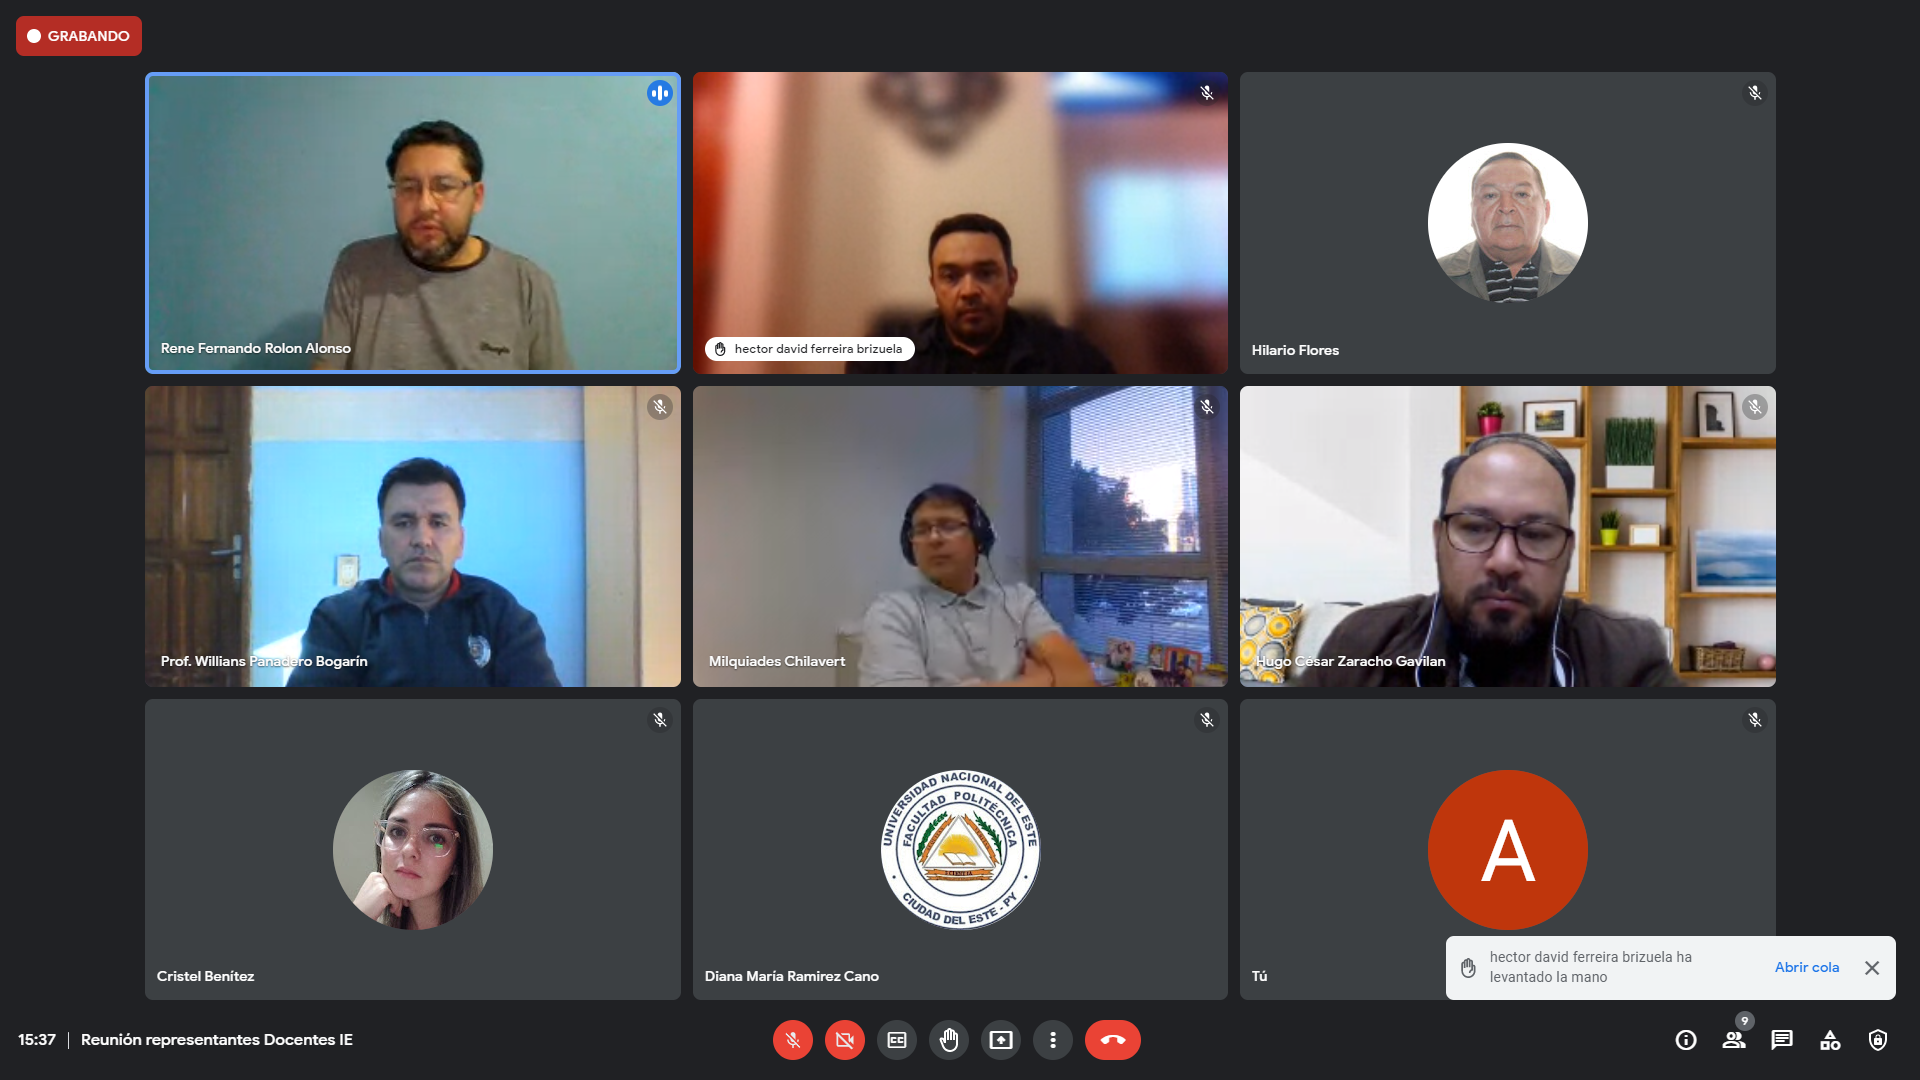 GRABANDO
Rene Fernando Rolon Alonso
hector david ferreira brizuela
Hilario Flores
Prof. Willians Panadero Bogarín
Milquiades Chilavert
Hugo César Zaracho Gavilan
Cristel Benítez
UNIVERSIDAD NACIONAL DEL ESTE
FACULTAD POLITÉCNICA
CIUDAD DEL ESTE - PY
Diana María Ramirez Cano
A
Tú
hector david ferreira brizuela ha
levantado la mano
Abrir cola
15:37
Reunión representantes Docentes IE
CC
9